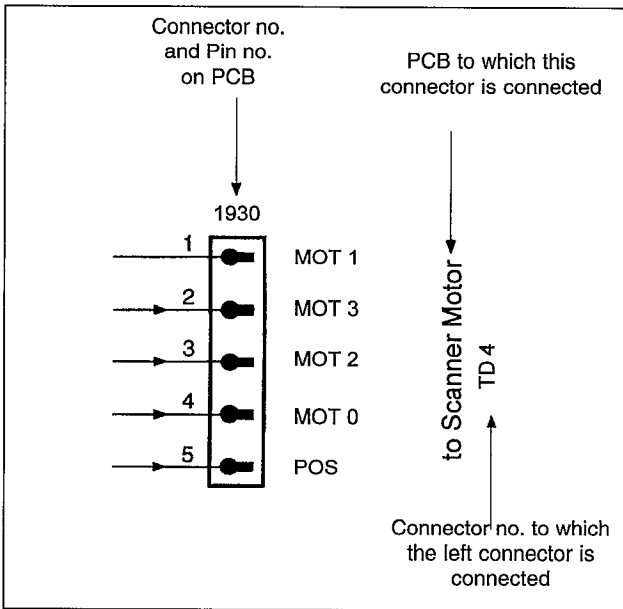 Connector no.
and Pin no.
on PCB
PCB to which this
connector is connected
1930
1 MOT 1
2 MOT 3
3 MOT 2
4 MOT 0
5 POS
to Scanner Motor
TD 4
Connector no. to which
the left connector is
connected